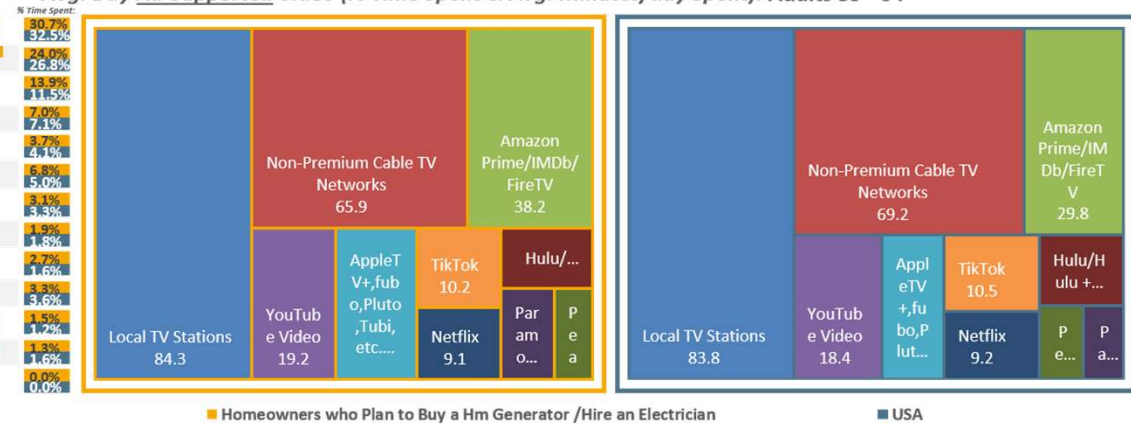 % Time Spent:
30.7%
32.5%
24.0%
26.8%
13.9%
11.5%
7.0%
7.1%
3.7%
4.1%
6.8%
5.0%
3.1%
3.3%
1.9%
1.8%
2.7%
1.6%
3.3%
3.6%
1.5%
1.2%
1.3%
1.6%
0.0%
0.0%
Local TV Stations
84.3
Non-Premium Cable TV
Networks
65.9
Amazon
Prime/IMDb/
FireTV
38.2
YouTub
e Video
19.2
AppleT
V+,fub
o,Pluto
,Tubi,
etc....
TikTok
10.2
Netflix
9.1
Hulu/...
Par
amo
o...
P
e
a
Local TV Stations
83.8
Non-Premium Cable TV
Networks
69.2
Amazon
Prime/IM
Db/FireT
V
29.8
YouTub
e Video
18.4
Appl
eTV
+,fu
bo,P
lut...
TikTok
10.5
Netflix
9.2
Hulu/H
ulu +...
P
e...
P
a...
Homeowners who Plan to Buy a Hm Generator /Hire an Electrician
USA